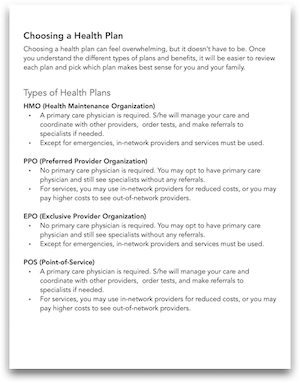 Choosing a Health Plan
Choosing a health plan can feel overwhelming, but it doesn't have to be. Once
you understand the different types of plans and benefits, it will be easier to review
each plan and pick which plan makes best sense for you and your family.
Types of Health Plans
HMO (Health Maintenance Organization)
• A primary care physician is required. S/he will manage your care and
coordinate with other providers, order tests, and make referrals to
specialists if needed.
• Except for emergencies, in-network providers and services must be used.
PPO (Preferred Provider Organization)
• No primary care physician is required. You may opt to have primary care
physician and still see specialists without any referrals.
• For services, you may use in-network providers for reduced costs, or you may
pay higher costs to see out-of-network providers.
EPO (Exclusive Provider Organization)
• No primary care physician is required. You may opt to have a primary
physician and still see specialists without referrals.
• Except for emergencies, in-network providers and services must be used.
POS (Point-of-Service)
• A primary care physician is required. S/he will manage your care and
coordinate with other providers, order tests, and make referrals to
specialists if needed.
• For services, you may use in-network providers for reduced costs, or you may
pay higher costs to see out-of-network providers.